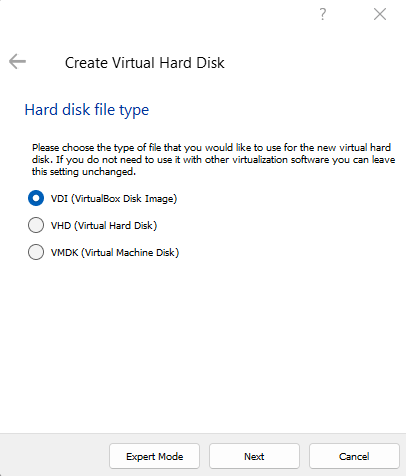 ?
Create Virtual Hard Disk
Hard disk file type
Please choose the type of file that you would like to use for the new virtual hard
disk. If you do not need to use it with other virtualization software you can leave
this setting unchanged.
VDI (VirtualBox Disk Image)
VHD (Virtual Hard Disk)
VMDK (Virtual Machine Disk)
Expert Mode Next Cancel